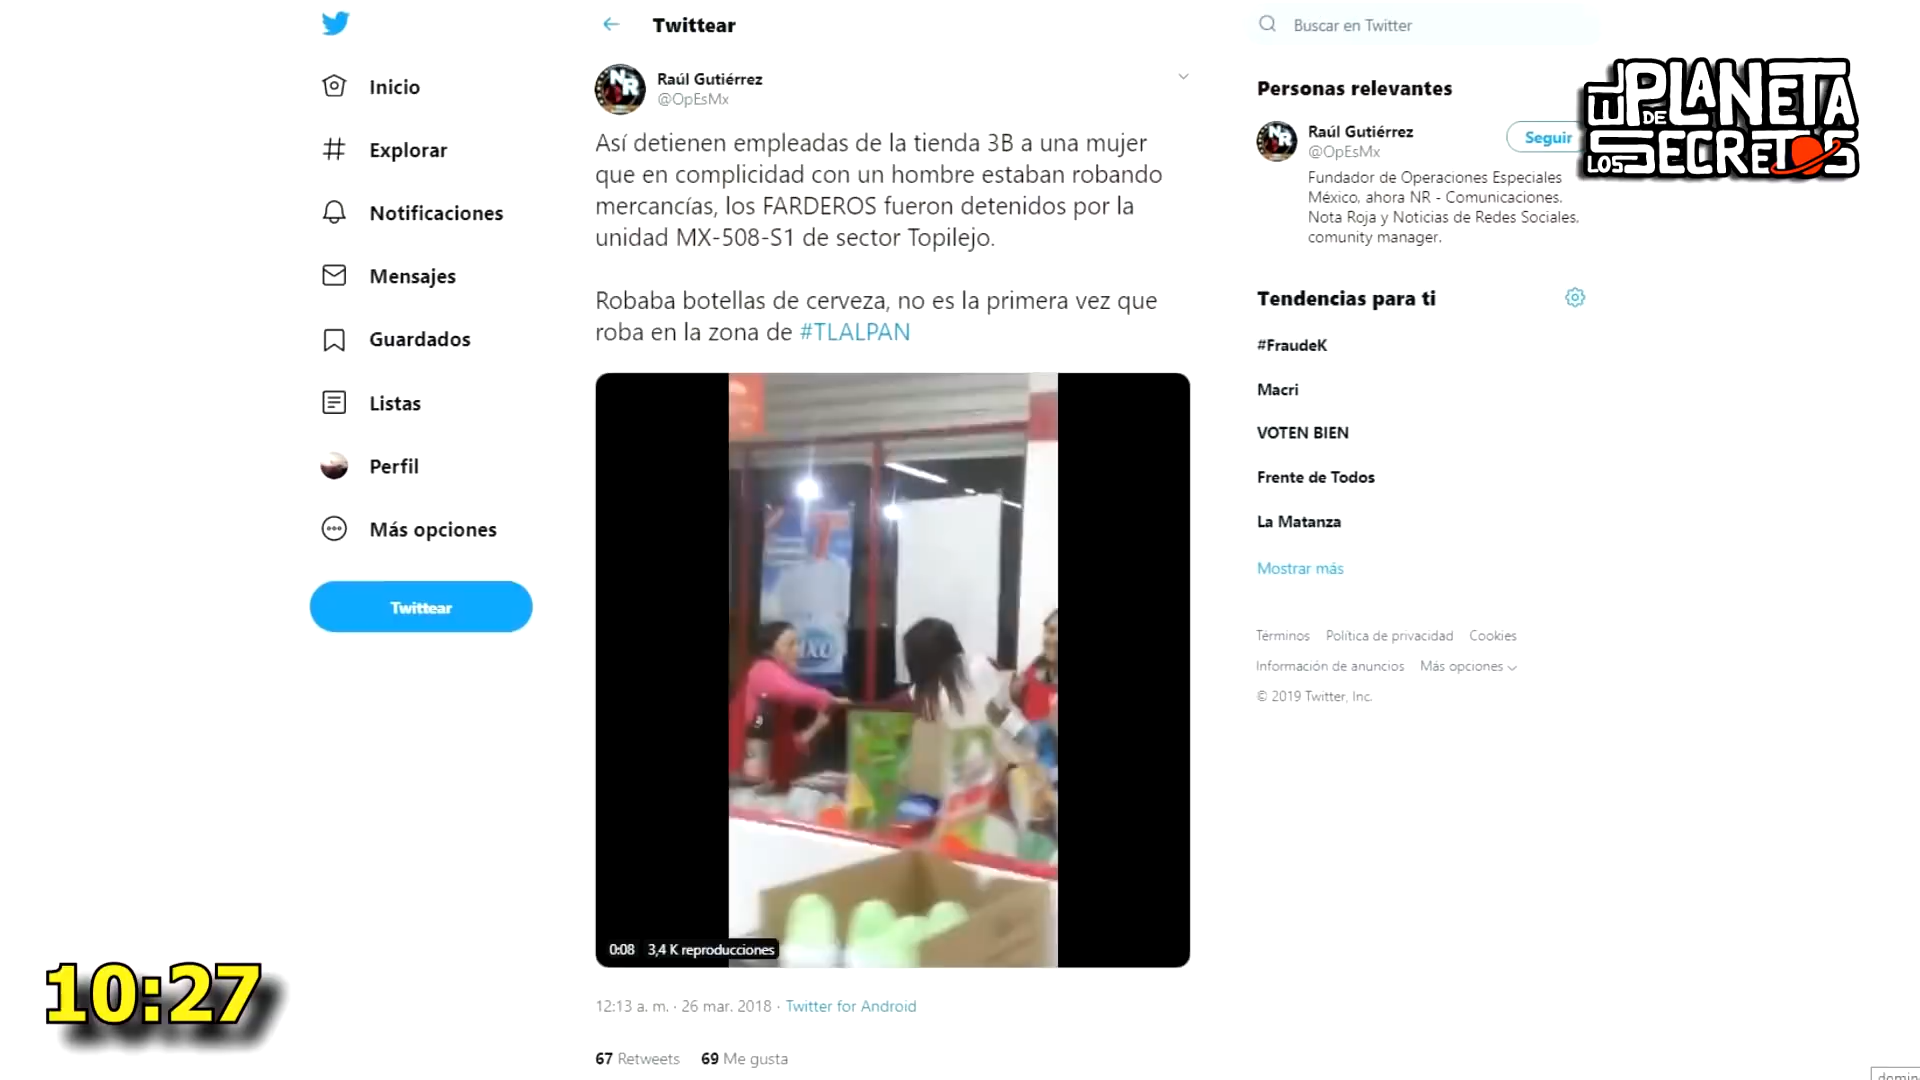 Inicio
Explorar
Notificaciones
Mensajes
Guardados
Listas
Perfil
Más opciones
Twittear
Twittear
Raúl Gutiérrez
@OpEsMx
Así detienen empleadas de la tienda 3B a una mujer
que en complicidad con un hombre estaban robando
mercancías, los FARDEROS fueron detenidos por la
unidad MX-508-S1 de sector Topilejo.
Robaba botellas de cerveza, no es la primera vez que
roba en la zona de #TLALPAN
0:08 3,4 K reproducciones
12:13 a. m. · 26 mar. 2018 · Twitter for Android
67 Retweets 69 Me gusta
Buscar en Twitter
Personas relevantes
Raúl Gutiérrez
@OpEsMx
Seguir
Fundador de Operaciones Especiales
México, ahora NR - Comunicaciones.
Nota Roja y Noticias de Redes Sociales.
comunity manager.
Tendencias para ti
#FraudeK
Macri
VOTEN BIEN
Frente de Todos
La Matanza
Mostrar más
Términos Política de privacidad Cookies
Información de anuncios Más opciones
© 2019 Twitter, Inc.
EL PLANETA
DE
LOS SECRETOS
10:27
NR
NR